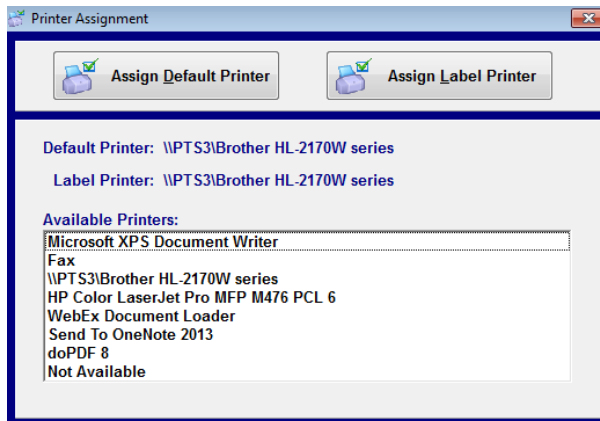 Printer Assignment
Assign Default Printer
Assign Label Printer
Default Printer: \\PTS3\Brother HL-2170W series
Label Printer: \\PTS3\Brother HL-2170W series
Available Printers:
Microsoft XPS Document Writer
Fax
\\PTS3\Brother HL-2170W series
HP Color LaserJet Pro MFP M476 PCL 6
WebEx Document Loader
Send To OneNote 2013
doPDF 8
Not Available